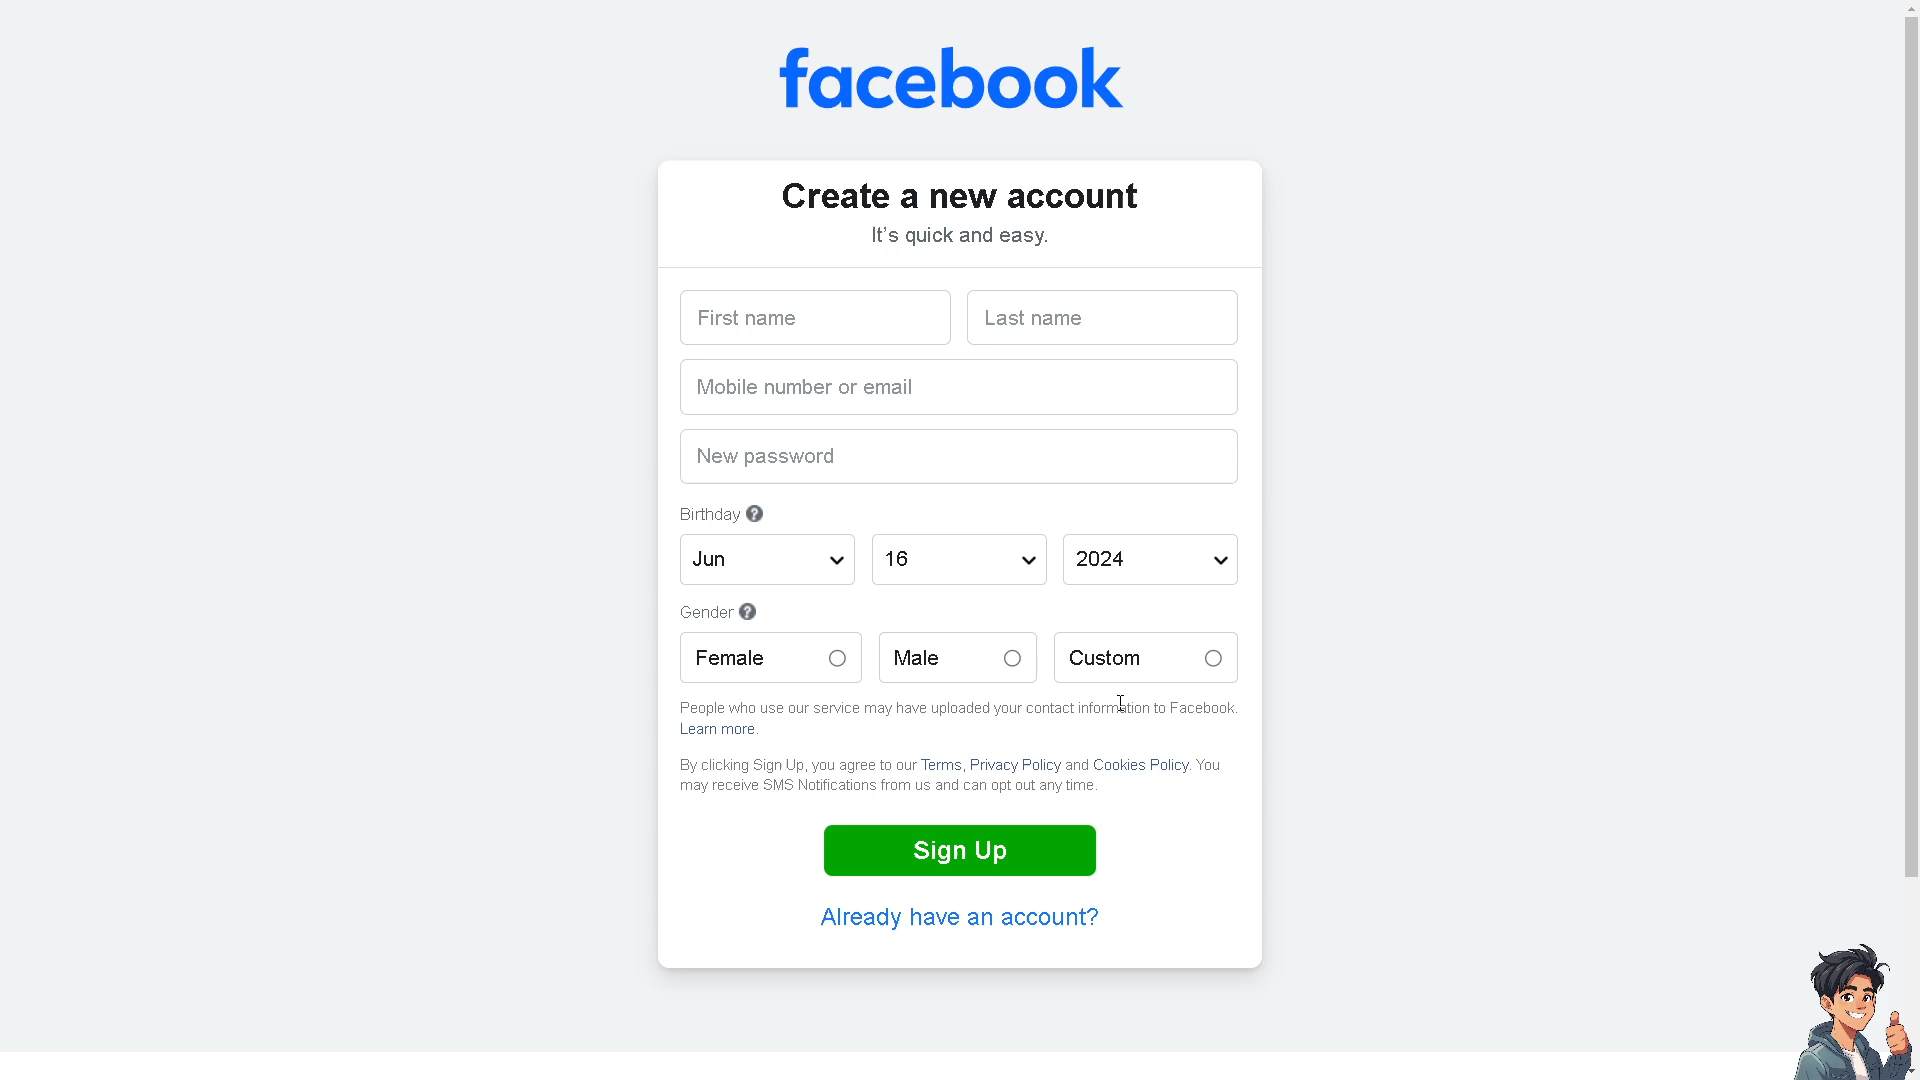 facebook
Create a new account
It's quick and easy.
First name Last name
Mobile number or email
New password
Birthday ?
Jun 16 2024
Gender ?
Female Male Custom
People who use our service may have uploaded your contact information to Facebook.
Learn more.
By clicking Sign Up, you agree to our Terms, Privacy Policy and Cookies Policy. You
may receive SMS Notifications from us and can opt out any time.
Sign Up
Already have an account?